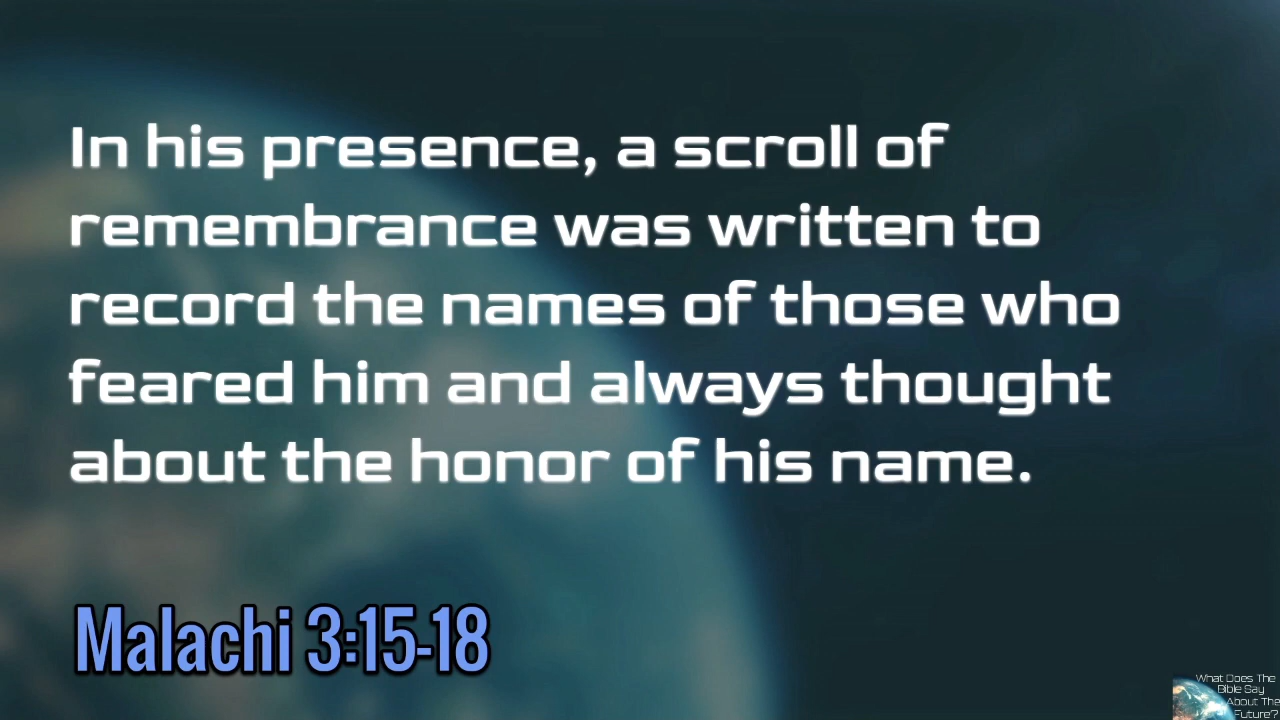 In his presence, a scroll of
remembrance was written to
record the names of those who
feared him and always thought
about the honor of his name.
Malachi 3:15-18
What Does The
Bible Say
About The
Future?